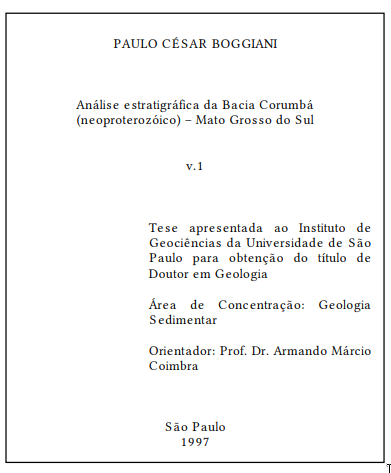 PAULO CÉSAR BOGGIANI
Análise estratigráfica da Bacia Corumbá
(neoproterozóico) – Mato Grosso do Sul
v.1
Tese apresentada ao Instituto de
Geociências da Universidade de São
Paulo para obtenção do título de
Doutor em Geologia
Área de Concentração: Geologia
Sedimentar
Orientador: Prof. Dr. Armando Márcio
Coimbra
São Paulo
1997